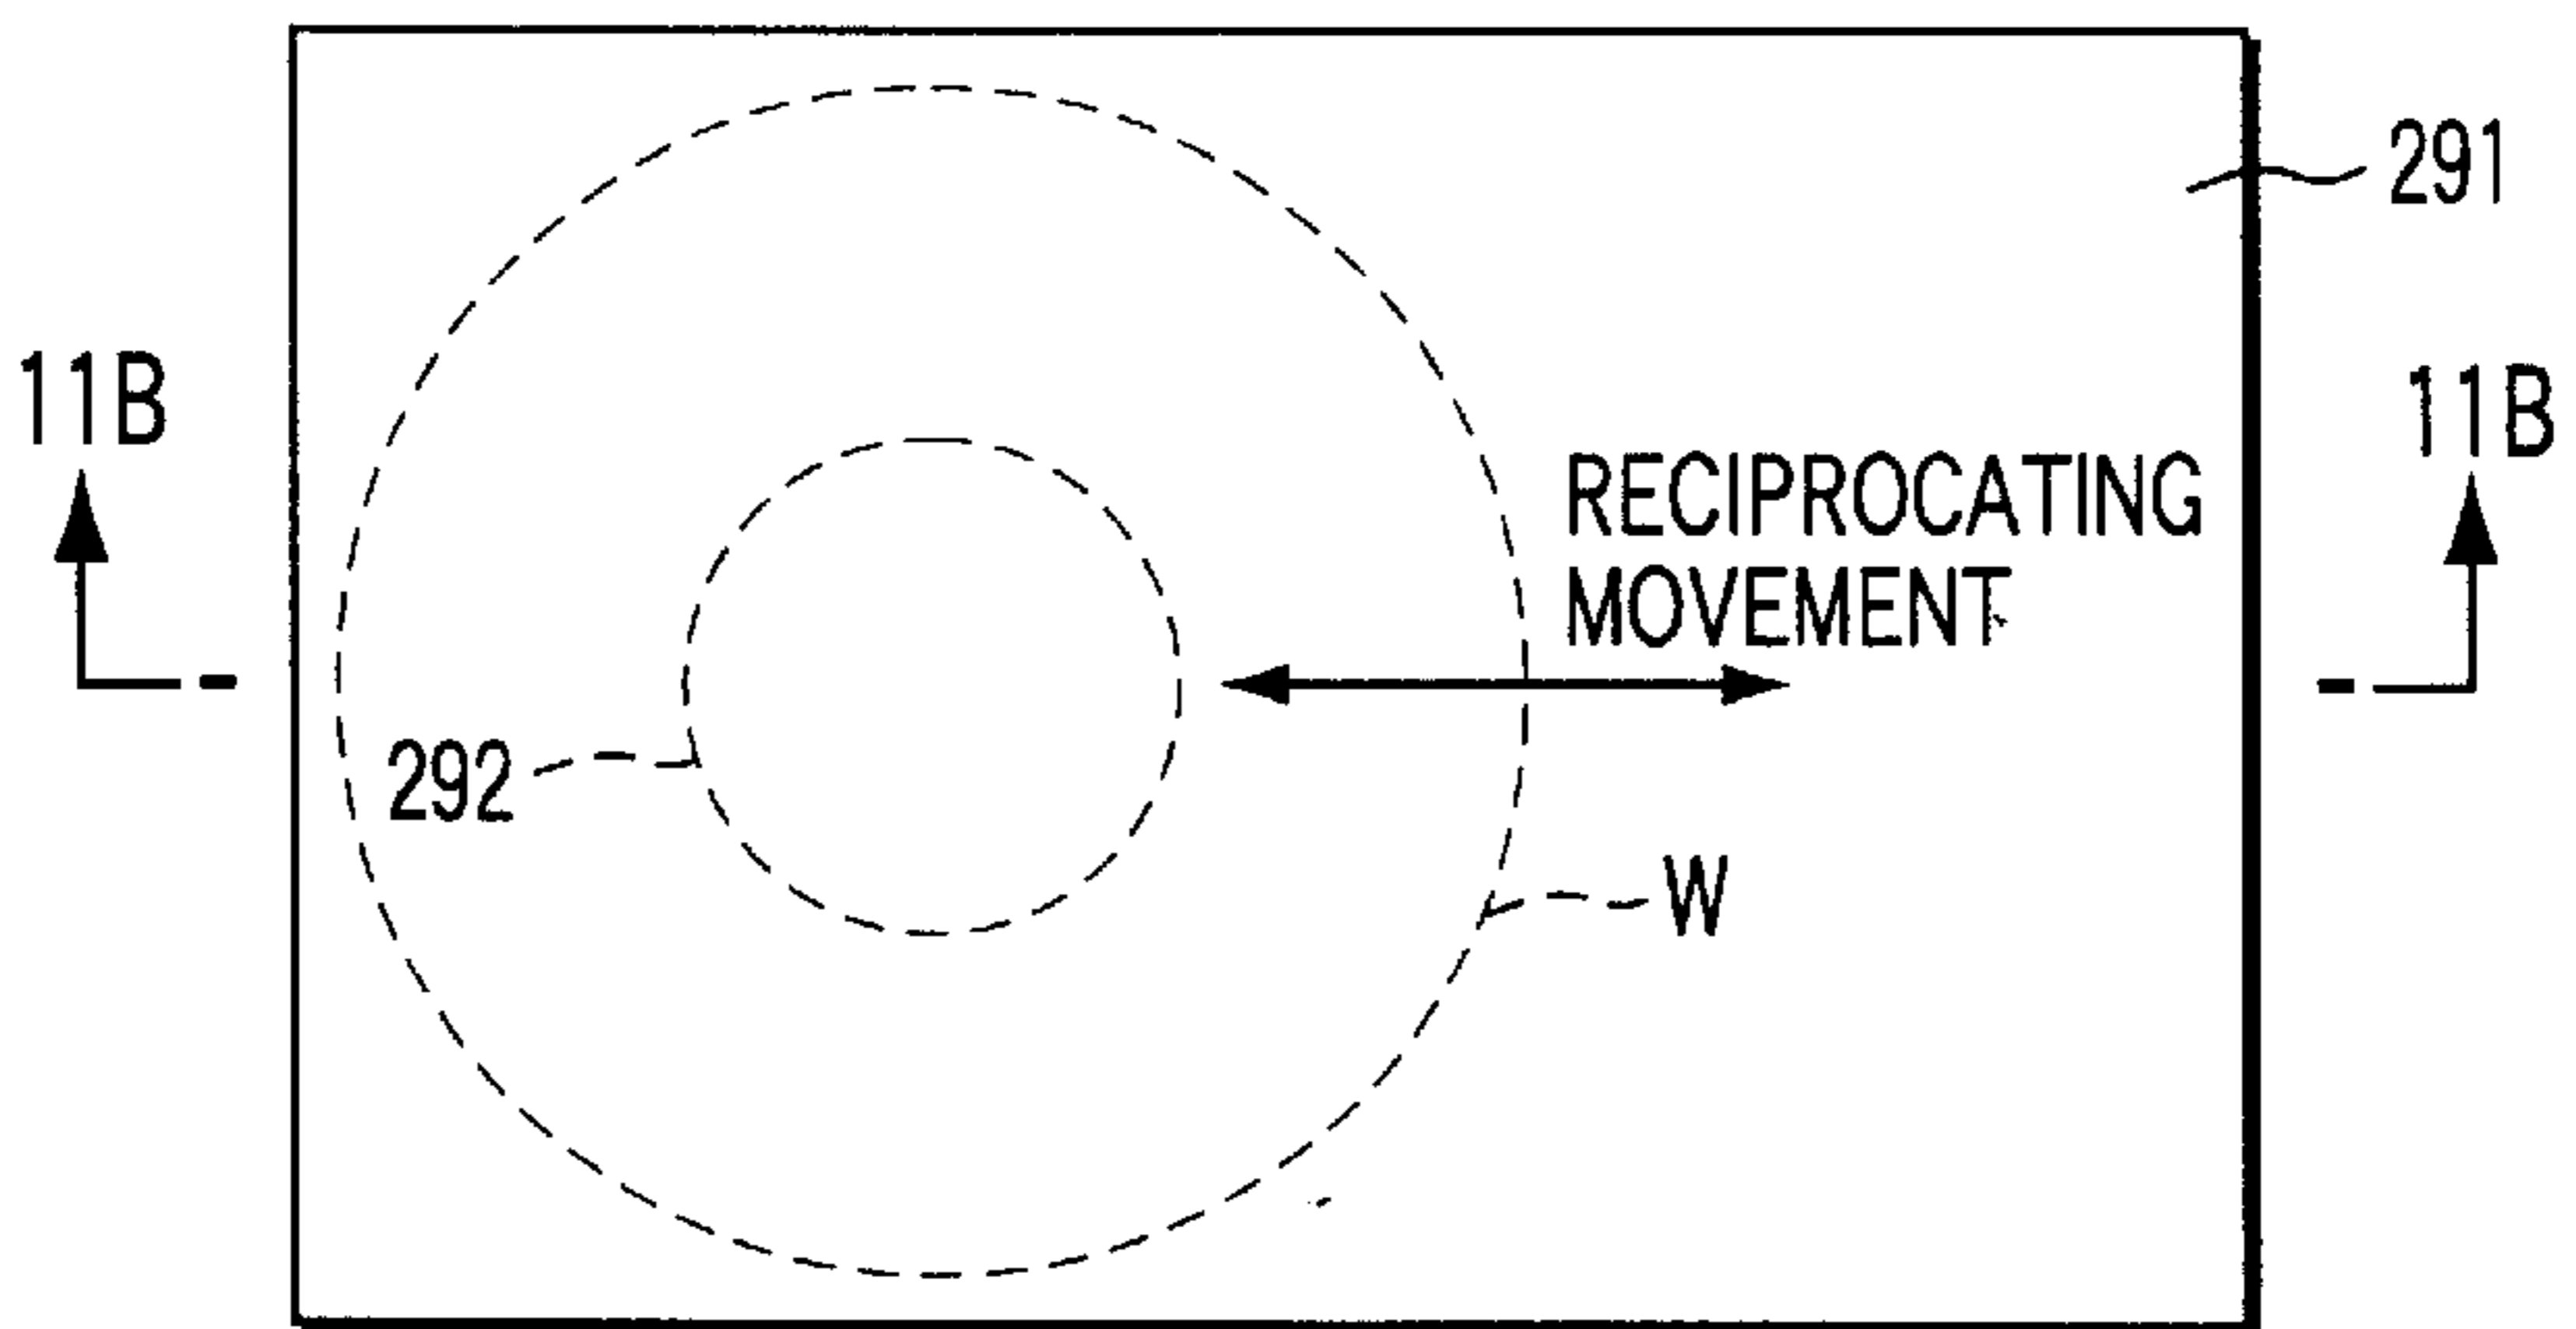 291
11B
11B
RECIPROCATING
MOVEMENT
292
W